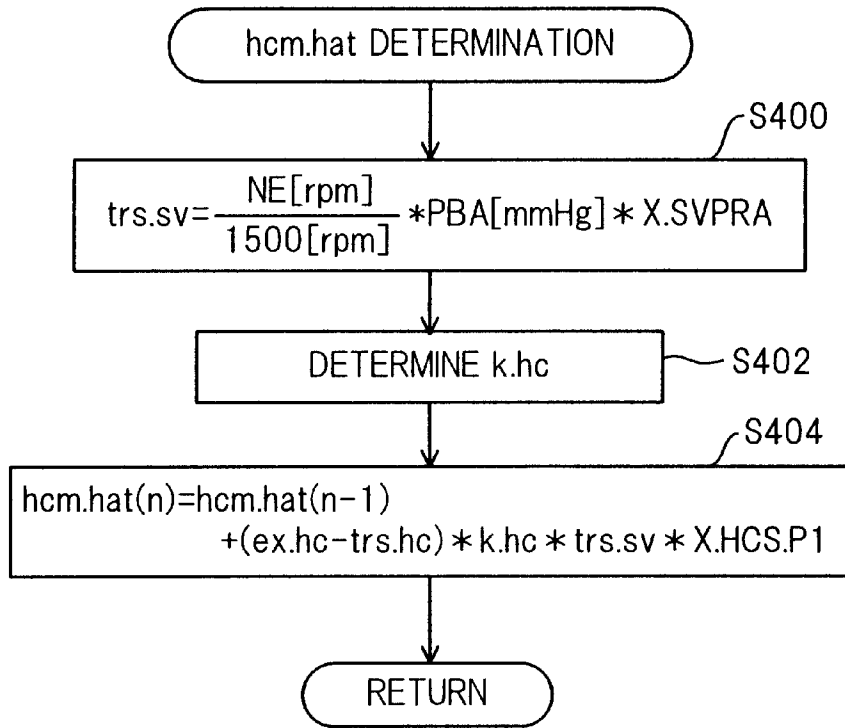 hcm.hat DETERMINATION
S400
trs.sv=NE[rpm]/1500[rpm]*PBA[mmHg]*X.SVPRA
DETERMINE k.hc
S402
S404
hcm.hat(n)=hcm.hat(n-1)
+(ex.hc-trs.hc)*k.hc*trs.sv*X.HCS.P1
RETURN